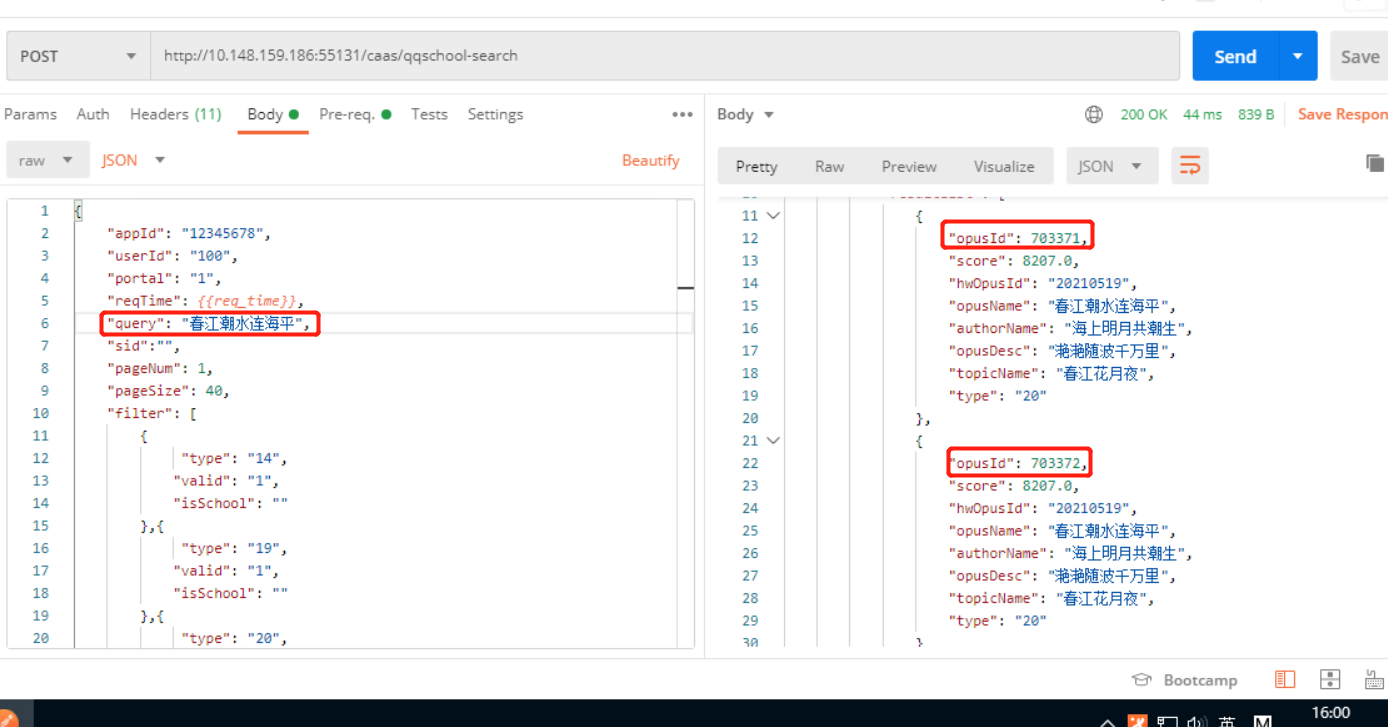 POST http://10.148.159.186:55131/caas/qqschool-search Send Save
Params Auth Headers (11) Body Pre-req. Tests Settings
raw JSON Beautify
1 {
2 "appId": "12345678",
3 "userId": "100",
4 "portal": "1",
5 "reqTime": {{req_time}},
6 "query": "春江潮水连海平",
7 "sid":"",
8 "pageNum": 1,
9 "pageSize": 40,
10 "filter": [
11 {
12 "type": "14",
13 "valid": "1",
14 "isSchool": ""
15 },{
16 "type": "19",
17 "valid": "1",
18 "isSchool": ""
19 },{
20 "type": "20",
Body 200 OK 44 ms 839 B Save Respon
Pretty Raw Preview Visualize JSON
11 {
12 "opusId": 703371,
13 "score": 8207.0,
14 "hwOpusId": "20210519",
15 "opusName": "春江潮水连海平",
16 "authorName": "海上明月共潮生",
17 "opusDesc": "滟滟随波千万里",
18 "topicName": "春江花月夜",
19 "type": "20"
20 },
21 {
22 "opusId": 703372,
23 "score": 8207.0,
24 "hwOpusId": "20210519",
25 "opusName": "春江潮水连海平",
26 "authorName": "海上明月共潮生",
27 "opusDesc": "滟滟随波千万里",
28 "topicName": "春江花月夜",
29 "type": "20"
30 }
Bootcamp
英 M 16:00